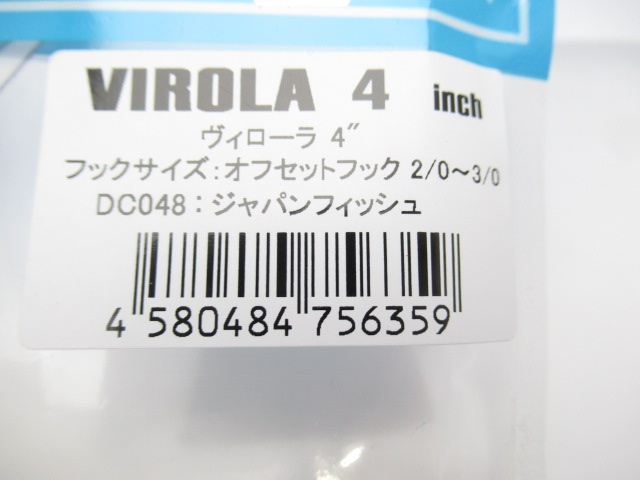 VIROLA 4 inch
ヴィローラ 4"
フックサイズ:オフセットフック 2/0~3/0
DC048:ジャパンフィッシュ
4 580484 756359